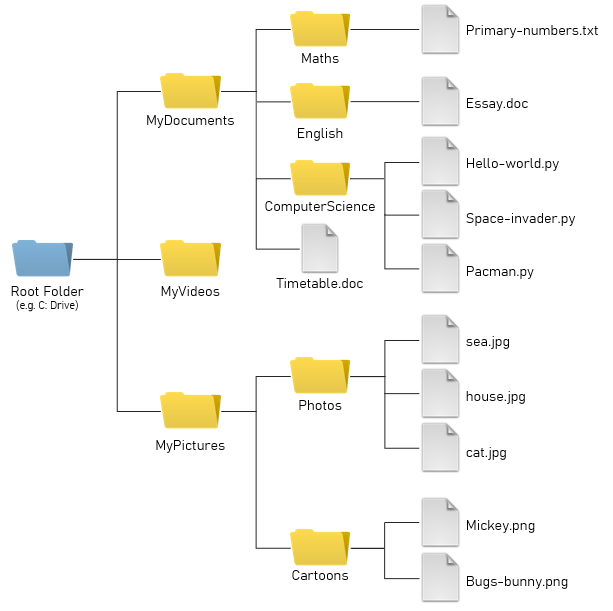 Maths
Primary-numbers.txt
MyDocuments
English
Essay.doc
ComputerScience
Hello-world.py
Space-invader.py
Pacman.py
Timetable.doc
Root Folder
(e.g. C: Drive)
MyVideos
MyPictures
Photos
sea.jpg
house.jpg
cat.jpg
Cartoons
Mickey.png
Bugs-bunny.png